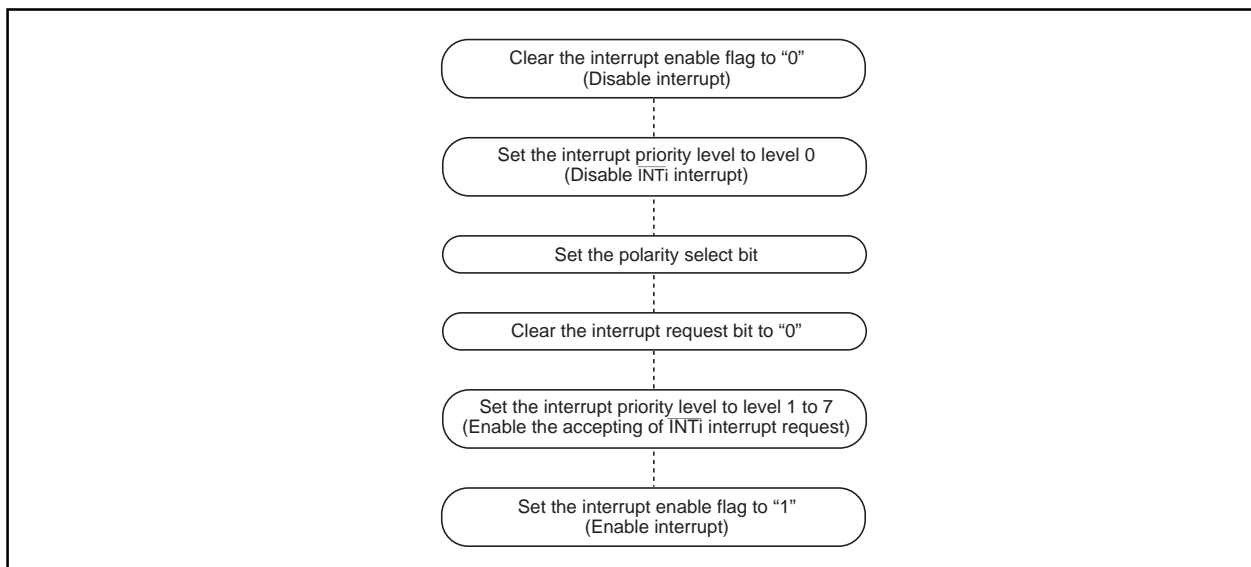 Clear the interrupt enable flag to “0”
(Disable interrupt)
Set the interrupt priority level to level 0
(Disable I̅N̅T̅i interrupt)
Set the polarity select bit
Clear the interrupt request bit to “0”
Set the interrupt priority level to level 1 to 7
(Enable the accepting of I̅N̅T̅i interrupt request)
Set the interrupt enable flag to “1”
(Enable interrupt)